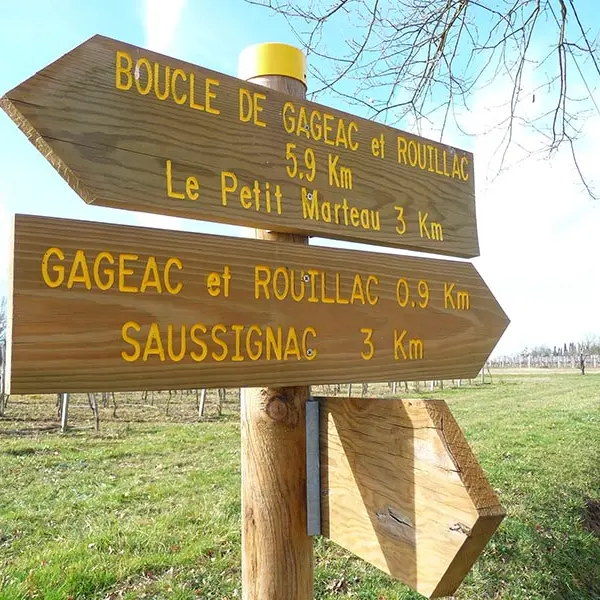 BOUCLE DE GAGEAC et ROUILLAC
5.9 Km
Le Petit Marteau 3 Km
GAGEAC et ROUILLAC 0.9 Km
SAUSSIGNAC 3 Km